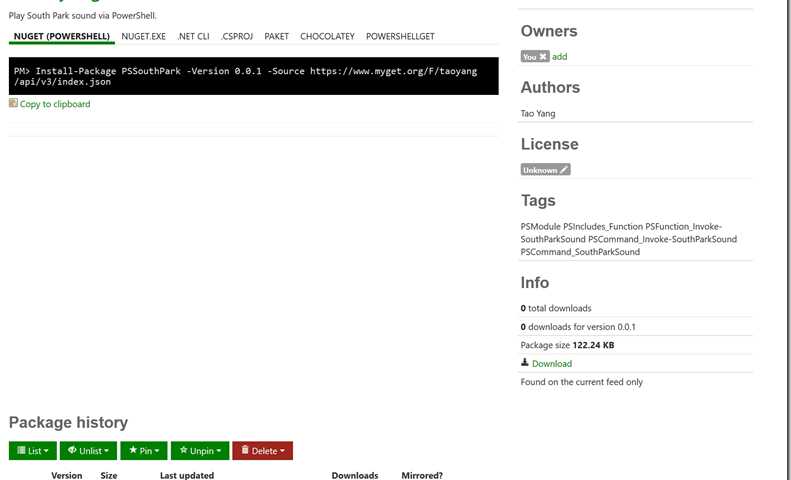 Play South Park sound via PowerShell.
NUGET (POWERSHELL) NUGET.EXE .NET CLI .CSPROJ PAKET CHOCOLATEY POWERSHELLGET
PM> Install-Package PSSouthPark -Version 0.0.1 -Source https://www.myget.org/F/taoyang
/api/v3/index.json
Copy to clipboard
Owners
You add
Authors
Tao Yang
License
Unknown
Tags
PSModule PSIncludes_Function PSFunction_Invoke-
SouthParkSound PSCommand_Invoke-SouthParkSound
PSCommand_SouthParkSound
Info
0 total downloads
0 downloads for version 0.0.1
Package size 122.24 KB
Download
Found on the current feed only
Package history
List Unlist Pin Unpin Delete
Version Size Last updated Downloads Mirrored?